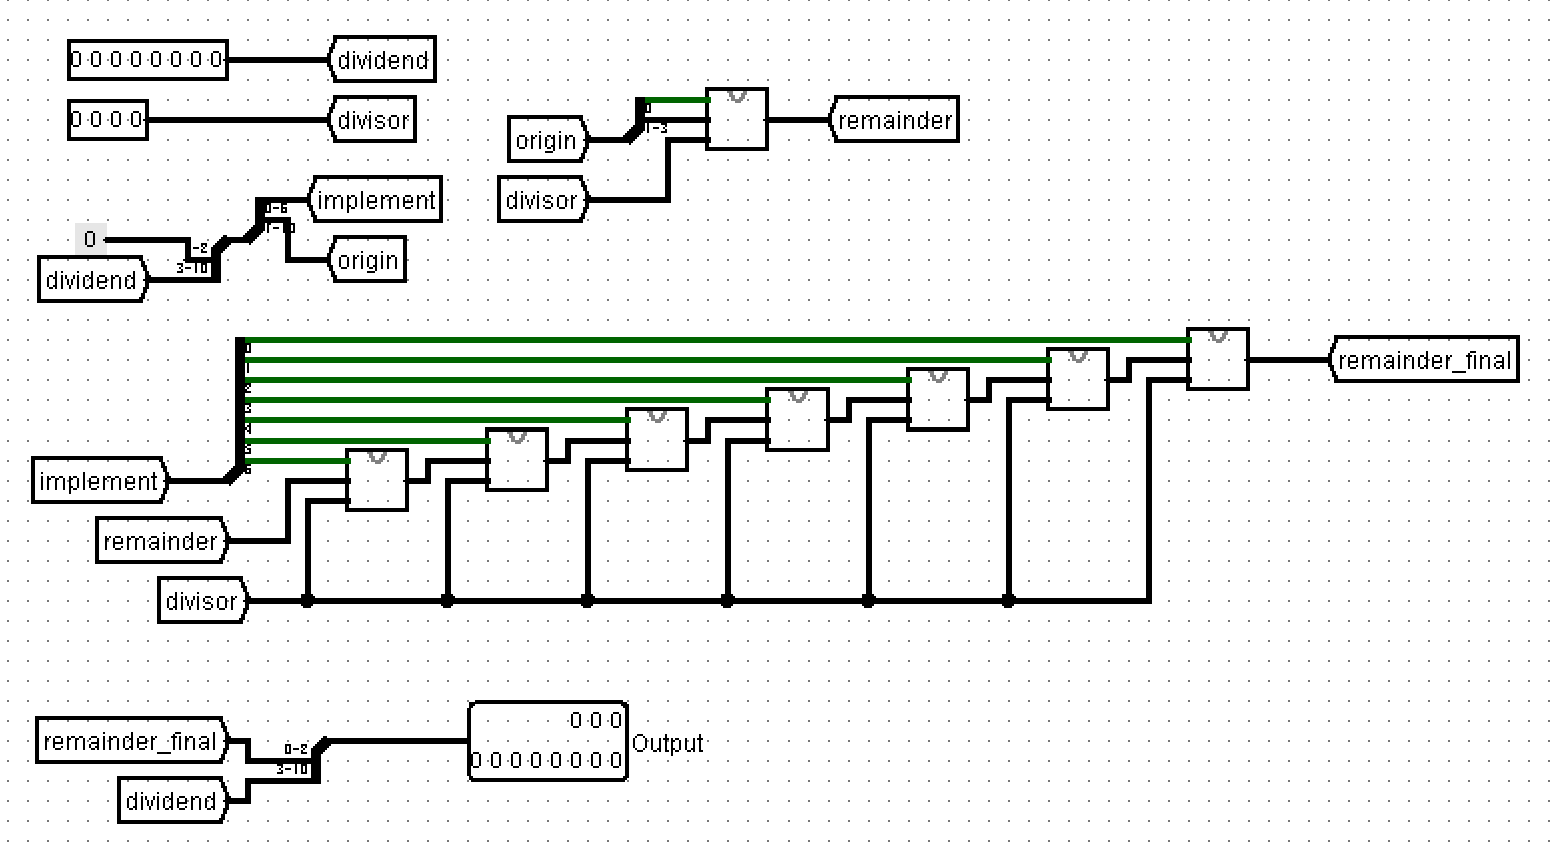 0 0 0 0 0 0 0 0
dividend
0 0 0 0
divisor
origin
0
1-3
divisor
remainder
0
-2
3-10
dividend
0-6
7-10
implement
origin
0
1
2
3
4
5
6
implement
remainder
divisor
remainder_final
remainder_final
dividend
0-2
3-10
0 0 0
0 0 0 0 0 0 0 0
Output